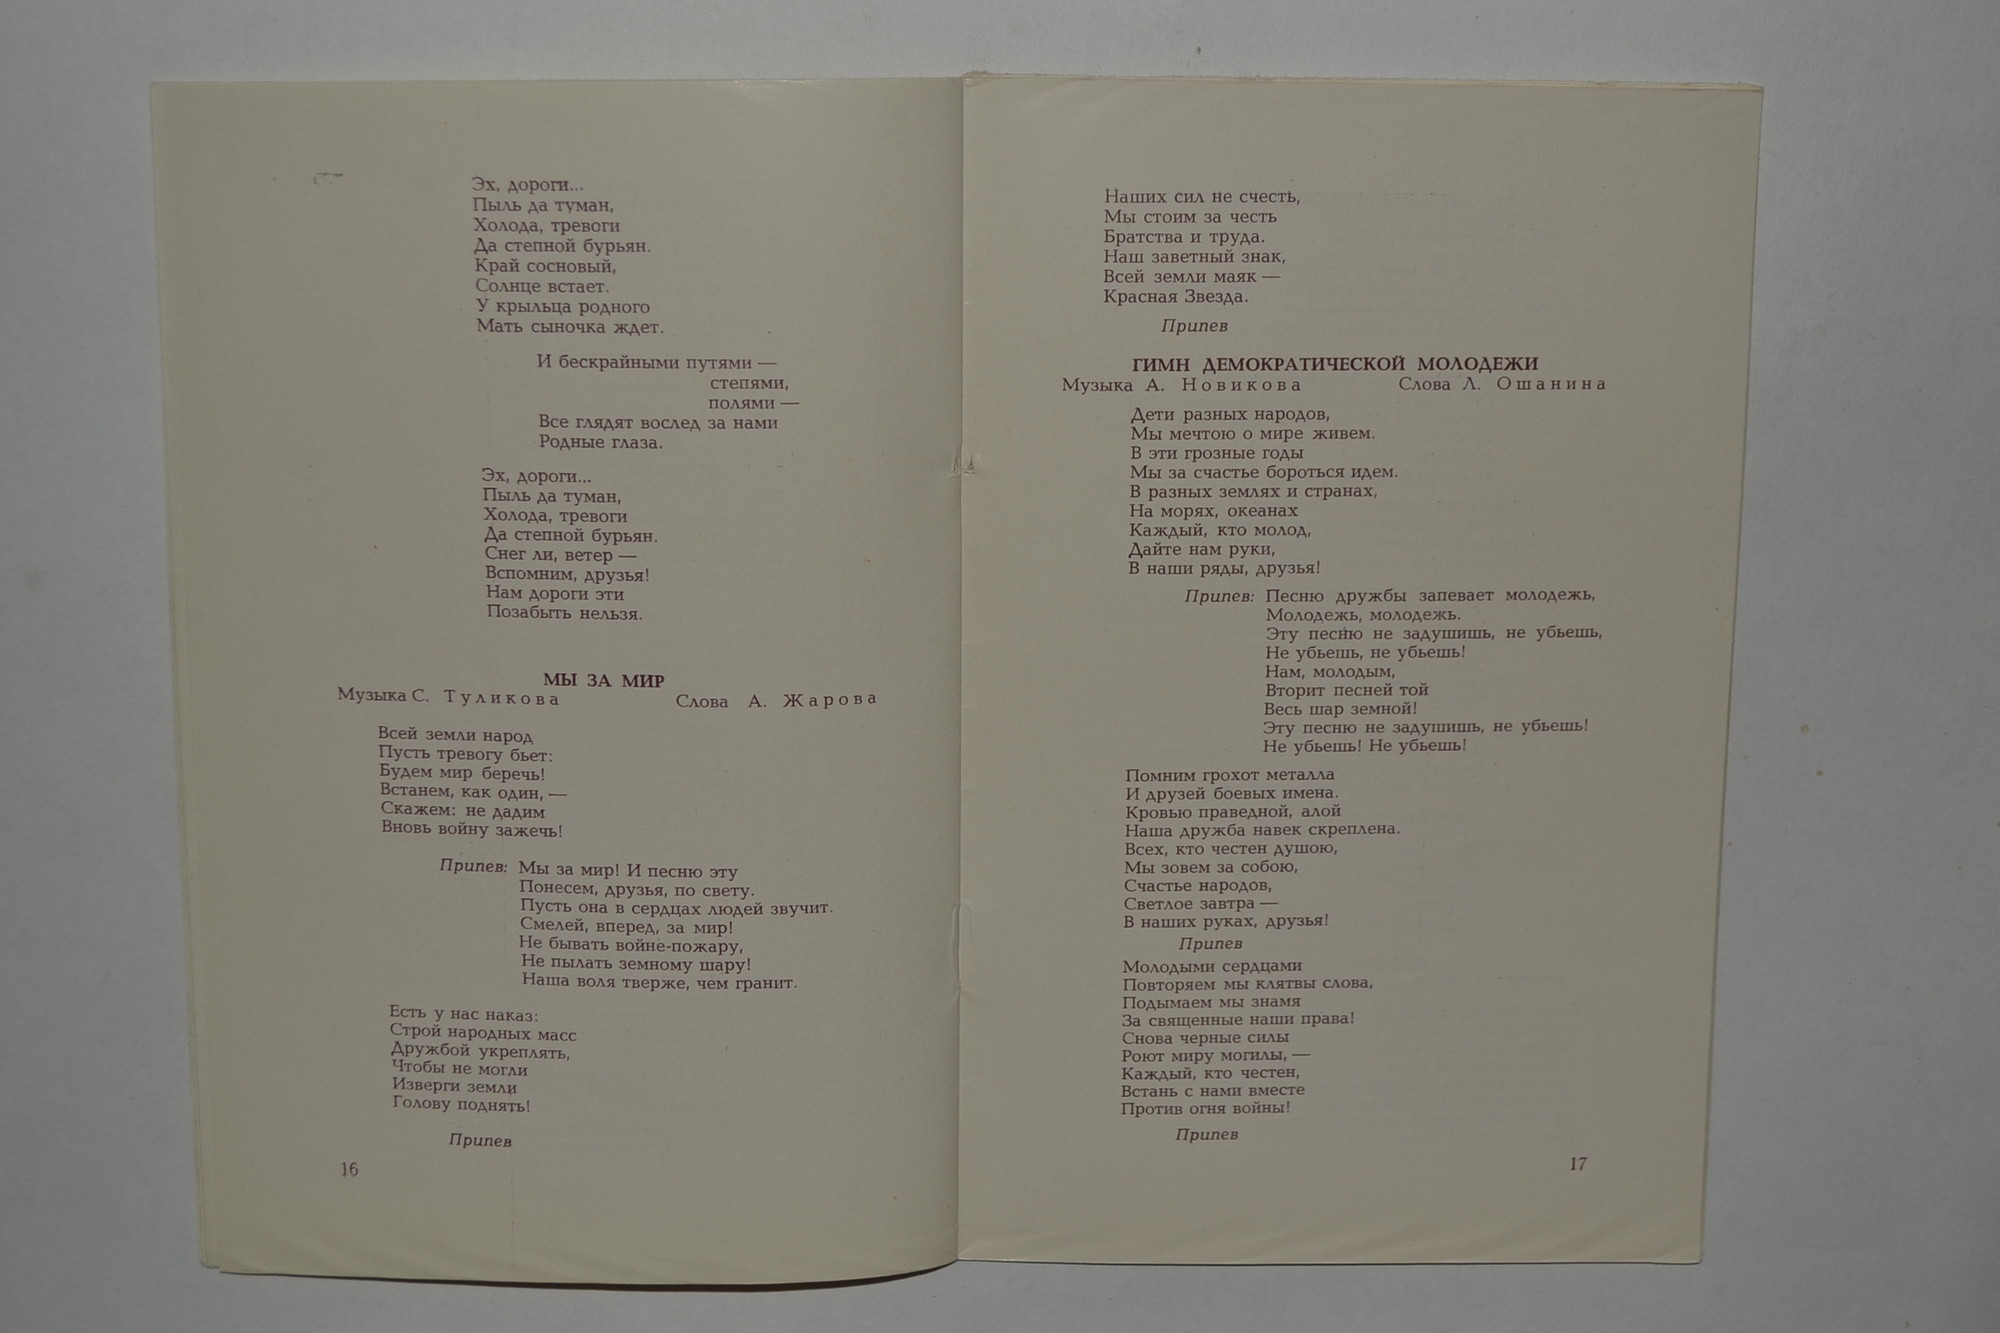 Эх, дороги...
Пыль да туман,
Холода, тревоги
Да степной бурьян.
Край сосновый,
Солнце встает.
У крыльца родного
Мать сыночка ждет.
И бескрайными путями —
степями,
полями —
Все глядят вослед за нами
Родные глаза.
Эх, дороги...
Пыль да туман,
Холода, тревоги
Да степной бурьян.
Снег ли, ветер —
Вспомним, друзья!
Нам дороги эти
Позабыть нельзя.
МЫ ЗА МИР
Музыка С. Туликова Слова А. Жарова
Всей земли народ
Пусть тревогу бьет:
Будем мир беречь!
Встанем, как один, —
Скажем: не дадим
Вновь войну зажечь!
Припев: Мы за мир! И песню эту
Понесем, друзья, по свету.
Пусть она в сердцах людей звучит.
Смелей, вперед, за мир!
Не бывать войне-пожару,
Не пылать земному шару!
Наша воля тверже, чем гранит.
Есть у нас наказ:
Строй народных масс
Дружбой укреплять,
Чтобы не могли
Изверги земли
Голову поднять!
Припев
16
Наших сил не счесть,
Мы стоим за честь
Братства и труда.
Наш заветный знак,
Всей земли маяк —
Красная Звезда.
Припев
ГИМН ДЕМОКРАТИЧЕСКОЙ МОЛОДЕЖИ
Музыка А. Новикова Слова Л. Ошанина
Дети разных народов,
Мы мечтою о мире живем.
В эти грозные годы
Мы за счастье бороться идем.
В разных землях и странах,
На морях, океанах
Каждый, кто молод,
Дайте нам руки,
В наши ряды, друзья!
Припев: Песню дружбы запевает молодежь,
Молодежь, молодежь.
Эту песню не задушишь, не убьешь,
Не убьешь, не убьешь!
Нам, молодым,
Вторит песней той
Весь шар земной!
Эту песню не задушишь, не убьешь!
Не убьешь! Не убьешь!
Помним грохот металла
И друзей боевых имена.
Кровью праведной, алой
Наша дружба навек скреплена.
Всех, кто честен душою,
Мы зовем за собою,
Счастье народов,
Светлое завтра —
В наших руках, друзья!
Припев
Молодыми сердцами
Повторяем мы клятвы слова,
Подымаем мы знамя
За священные наши права!
Снова черные силы
Роют миру могилы, —
Каждый, кто честен,
Встань с нами вместе
Против огня войны!
Припев
17